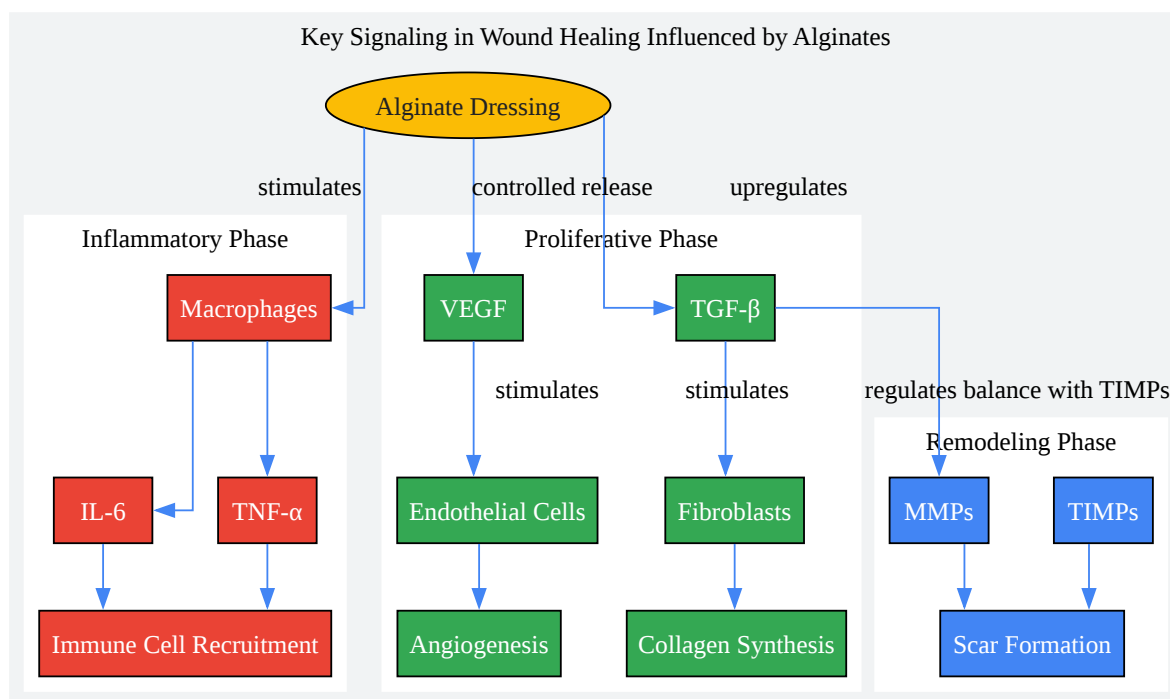 Key Signaling in Wound Healing Influenced by Alginates
Alginate Dressing
stimulates
controlled release
upregulates
Inflammatory Phase
Proliferative Phase
Macrophages
VEGF
TGF-β
stimulates
stimulates
regulates balance with TIMPs
Remodeling Phase
IL-6
TNF-α
Endothelial Cells
Fibroblasts
MMPs
TIMPs
Immune Cell Recruitment
Angiogenesis
Collagen Synthesis
Scar Formation